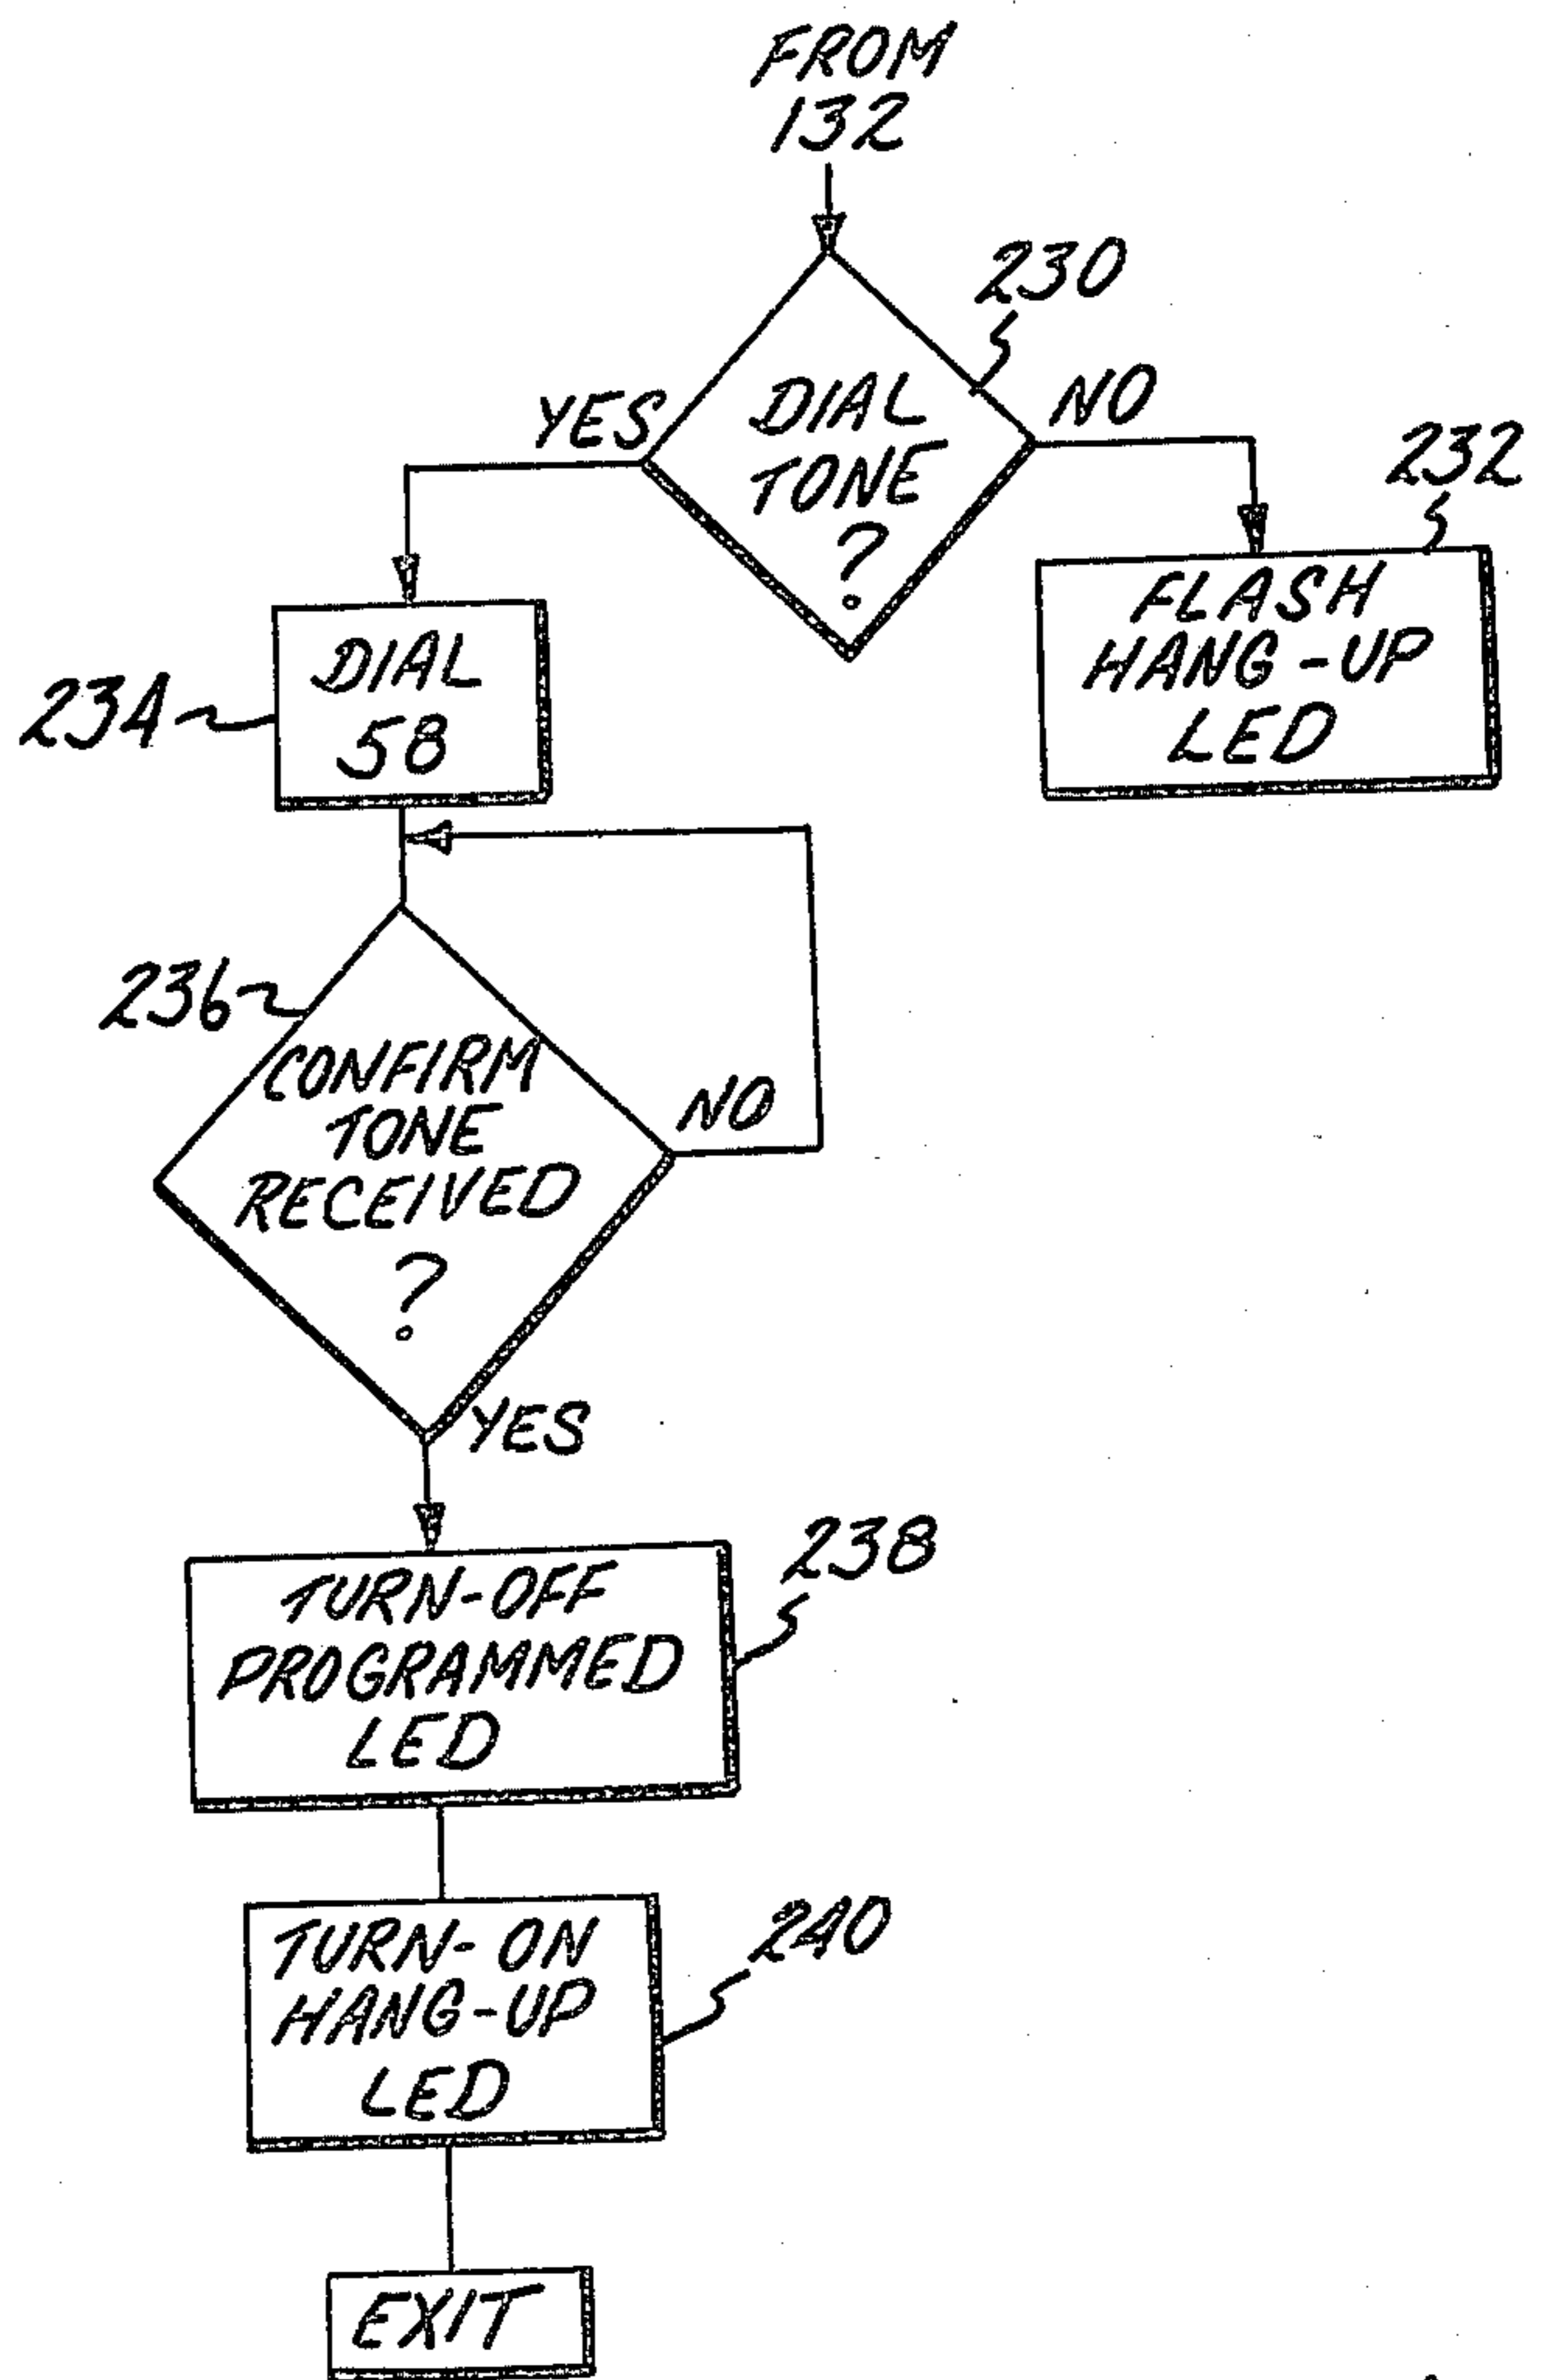 FROM
132
230
DIAL
TONE
?
YES
NO
232
FLASH
HANG-UP
LED
234
DIAL
58
236
CONFIRM
TONE
RECEIVED
?
NO
YES
238
TURN-OFF
PROGRAMMED
LED
240
TURN-ON
HANG-UP
LED
EXIT